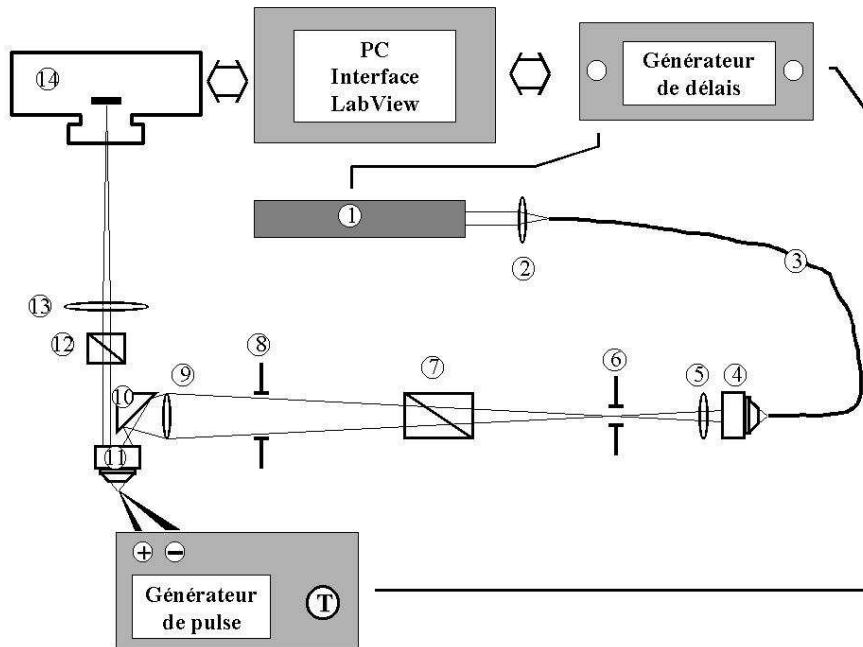 14
PC
Interface
LabView
Générateur
de délais
1
2
3
13
12
8
7
6
5
4
9
10
11
+ −
Générateur
de pulse
T